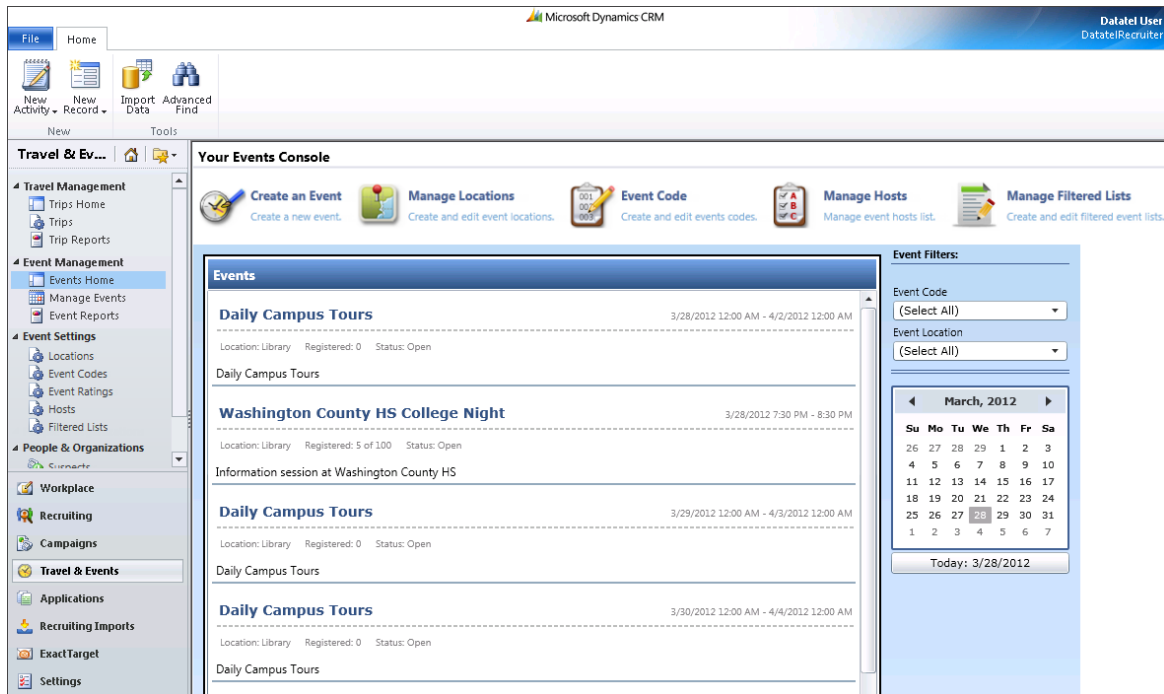 Microsoft Dynamics CRM
Datatel User
DatatelRecruiter
File
Home
New Activity
New Record
Import Data
Advanced Find
New
Tools
Travel & Ev...
Travel Management
Trips Home
Trips
Trip Reports
Event Management
Events Home
Manage Events
Event Reports
Event Settings
Locations
Event Codes
Event Ratings
Hosts
Filtered Lists
People & Organizations
Suspects
Workplace
Recruiting
Campaigns
Travel & Events
Applications
Recruiting Imports
ExactTarget
Settings
Your Events Console
Create an Event
Create a new event.
Manage Locations
Create and edit event locations.
001
002
003
Event Code
Create and edit events codes.
A
B
C
Manage Hosts
Manage event hosts list.
Manage Filtered Lists
Create and edit filtered event lists.
Events
Daily Campus Tours 3/28/2012 12:00 AM - 4/2/2012 12:00 AM
Location: Library Registered: 0 Status: Open
Daily Campus Tours
Washington County HS College Night 3/28/2012 7:30 PM - 8:30 PM
Location: Library Registered: 5 of 100 Status: Open
Information session at Washington County HS
Daily Campus Tours 3/29/2012 12:00 AM - 4/3/2012 12:00 AM
Location: Library Registered: 0 Status: Open
Daily Campus Tours
Daily Campus Tours 3/30/2012 12:00 AM - 4/4/2012 12:00 AM
Location: Library Registered: 0 Status: Open
Daily Campus Tours
Event Filters:
Event Code
(Select All)
Event Location
(Select All)
March, 2012
Su Mo Tu We Th Fr Sa
26 27 28 29 1 2 3
4 5 6 7 8 9 10
11 12 13 14 15 16 17
18 19 20 21 22 23 24
25 26 27 28 29 30 31
1 2 3 4 5 6 7
Today: 3/28/2012